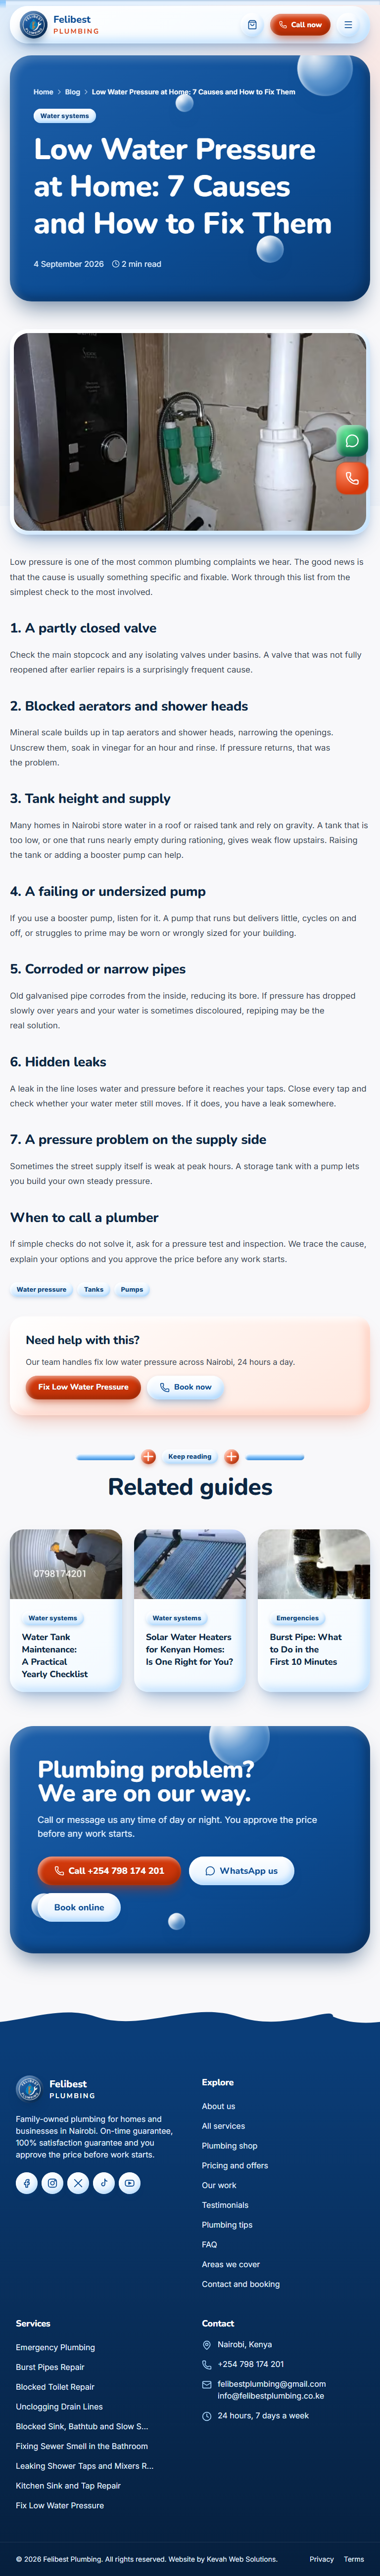 Felibest
PLUMBING
Call now
Home > Blog > Low Water Pressure at Home: 7 Causes and How to Fix Them
Water systems
Low Water Pressure
at Home: 7 Causes
and How to Fix Them
4 September 2026 2 min read
Low pressure is one of the most common plumbing complaints we hear. The good news is
that the cause is usually something specific and fixable. Work through this list from the
simplest check to the most involved.
1. A partly closed valve
Check the main stopcock and any isolating valves under basins. A valve that was not fully
reopened after earlier repairs is a surprisingly frequent cause.
2. Blocked aerators and shower heads
Mineral scale builds up in tap aerators and shower heads, narrowing the openings.
Unscrew them, soak in vinegar for an hour and rinse. If pressure returns, that was
the problem.
3. Tank height and supply
Many homes in Nairobi store water in a roof or raised tank and rely on gravity. A tank that is
too low, or one that runs nearly empty during rationing, gives weak flow upstairs. Raising
the tank or adding a booster pump can help.
4. A failing or undersized pump
If you use a booster pump, listen for it. A pump that runs but delivers little, cycles on and
off, or struggles to prime may be worn or wrongly sized for your building.
5. Corroded or narrow pipes
Old galvanised pipe corrodes from the inside, reducing its bore. If pressure has dropped
slowly over years and your water is sometimes discoloured, repiping may be the
real solution.
6. Hidden leaks
A leak in the line loses water and pressure before it reaches your taps. Close every tap and
check whether your water meter still moves. If it does, you have a leak somewhere.
7. A pressure problem on the supply side
Sometimes the street supply itself is weak at peak hours. A storage tank with a pump lets
you build your own steady pressure.
When to call a plumber
If simple checks do not solve it, ask for a pressure test and inspection. We trace the cause,
explain your options and you approve the price before any work starts.
Water pressure
Tanks
Pumps
Need help with this?
Our team handles fix low water pressure across Nairobi, 24 hours a day.
Fix Low Water Pressure
Book now
Keep reading
Related guides
0798174201
Water systems
Water Tank
Maintenance:
A Practical
Yearly Checklist
Water systems
Solar Water Heaters
for Kenyan Homes:
Is One Right for You?
Emergencies
Burst Pipe: What
to Do in the
First 10 Minutes
Plumbing problem?
We are on our way.
Call or message us any time of day or night. You approve the price
before any work starts.
Call +254 798 174 201
WhatsApp us
Book online
Felibest
PLUMBING
Family-owned plumbing for homes and
businesses in Nairobi. On-time guarantee,
100% satisfaction guarantee and you
approve the price before work starts.
Explore
About us
All services
Plumbing shop
Pricing and offers
Our work
Testimonials
Plumbing tips
FAQ
Areas we cover
Contact and booking
Services
Emergency Plumbing
Burst Pipes Repair
Blocked Toilet Repair
Unclogging Drain Lines
Blocked Sink, Bathtub and Slow S...
Fixing Sewer Smell in the Bathroom
Leaking Shower Taps and Mixers R...
Kitchen Sink and Tap Repair
Fix Low Water Pressure
Contact
Nairobi, Kenya
+254 798 174 201
felibestplumbing@gmail.com
info@felibestplumbing.co.ke
24 hours, 7 days a week
© 2026 Felibest Plumbing. All rights reserved. Website by Kevah Web Solutions.
Privacy
Terms